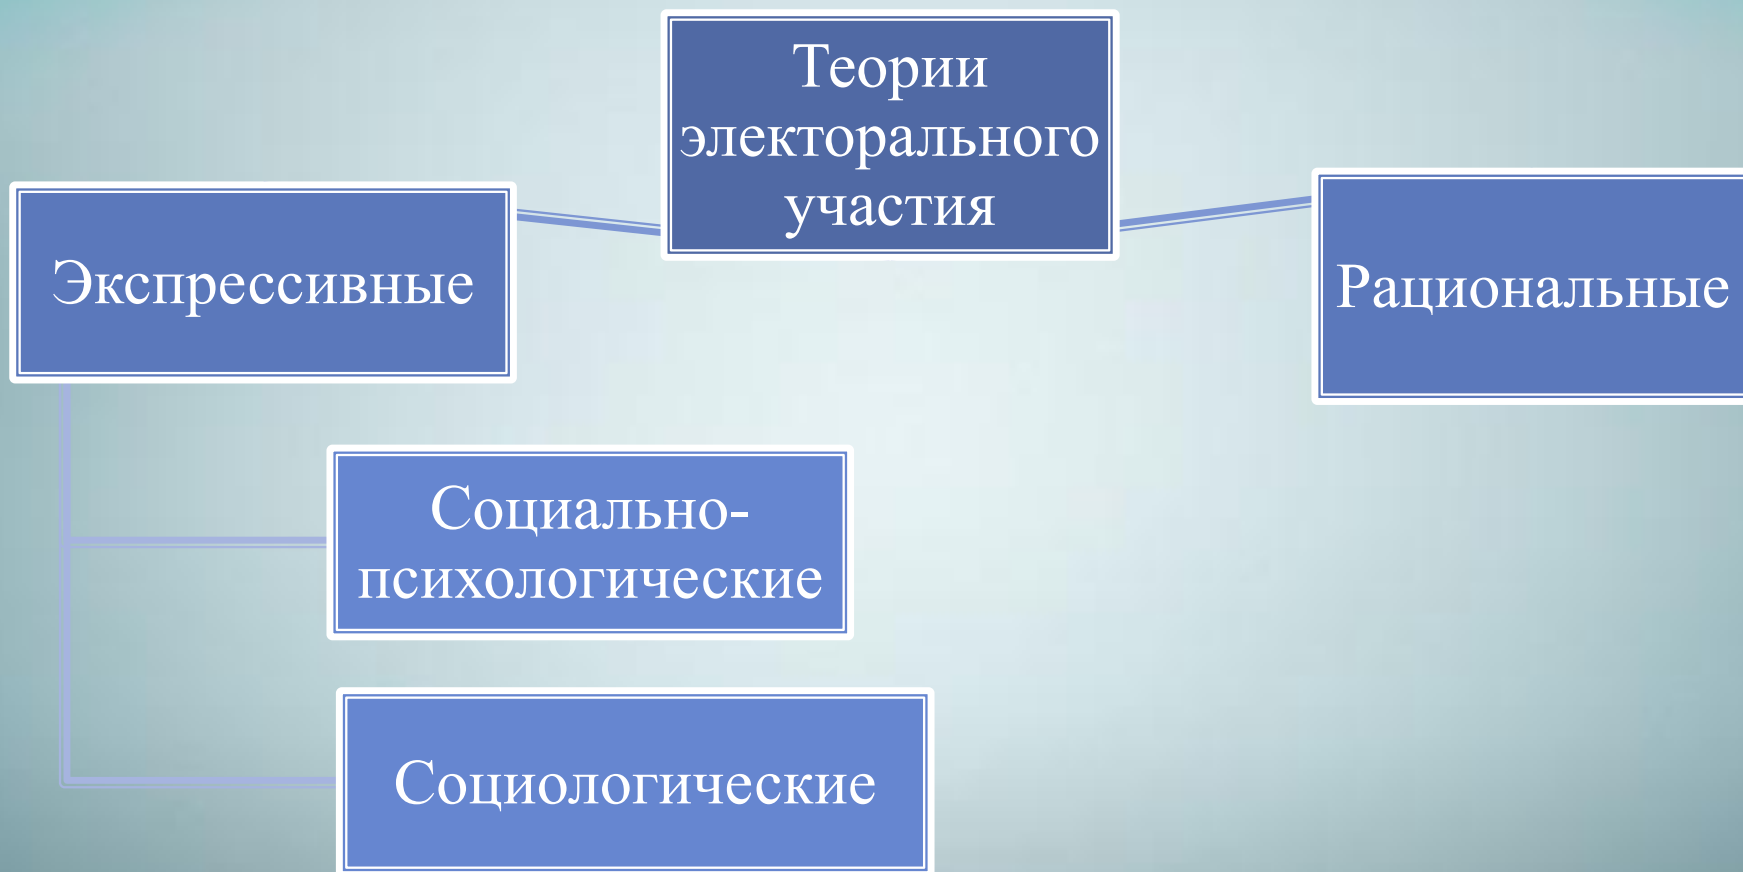 Теории
электорального
участия
Экспрессивные
Рациональные
Социально-
психологические
Социологические